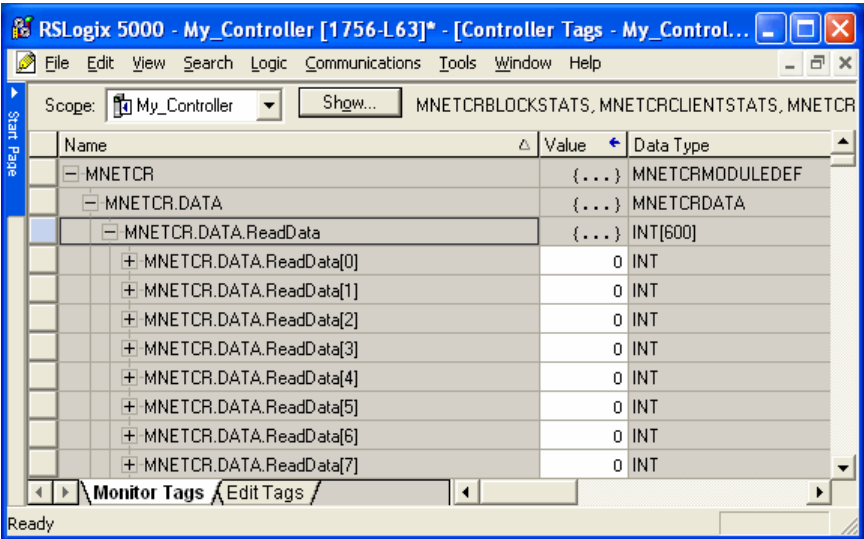 RSLogix 5000 - My_Controller [1756-L63]* - [Controller Tags - My_Control...
File Edit View Search Logic Communications Tools Window Help
Start Page
Scope: My_Controller Show... MNETCRBLOCKSTATS, MNETCRCLIENTSTATS, MNETCR
Name Value Data Type
MNETCR {...} MNETCRMODULEDEF
MNETCR.DATA {...} MNETCRDATA
MNETCR.DATA.ReadData {...} INT[600]
MNETCR.DATA.ReadData[0] 0 INT
MNETCR.DATA.ReadData[1] 0 INT
MNETCR.DATA.ReadData[2] 0 INT
MNETCR.DATA.ReadData[3] 0 INT
MNETCR.DATA.ReadData[4] 0 INT
MNETCR.DATA.ReadData[5] 0 INT
MNETCR.DATA.ReadData[6] 0 INT
MNETCR.DATA.ReadData[7] 0 INT
Monitor Tags Edit Tags
Ready